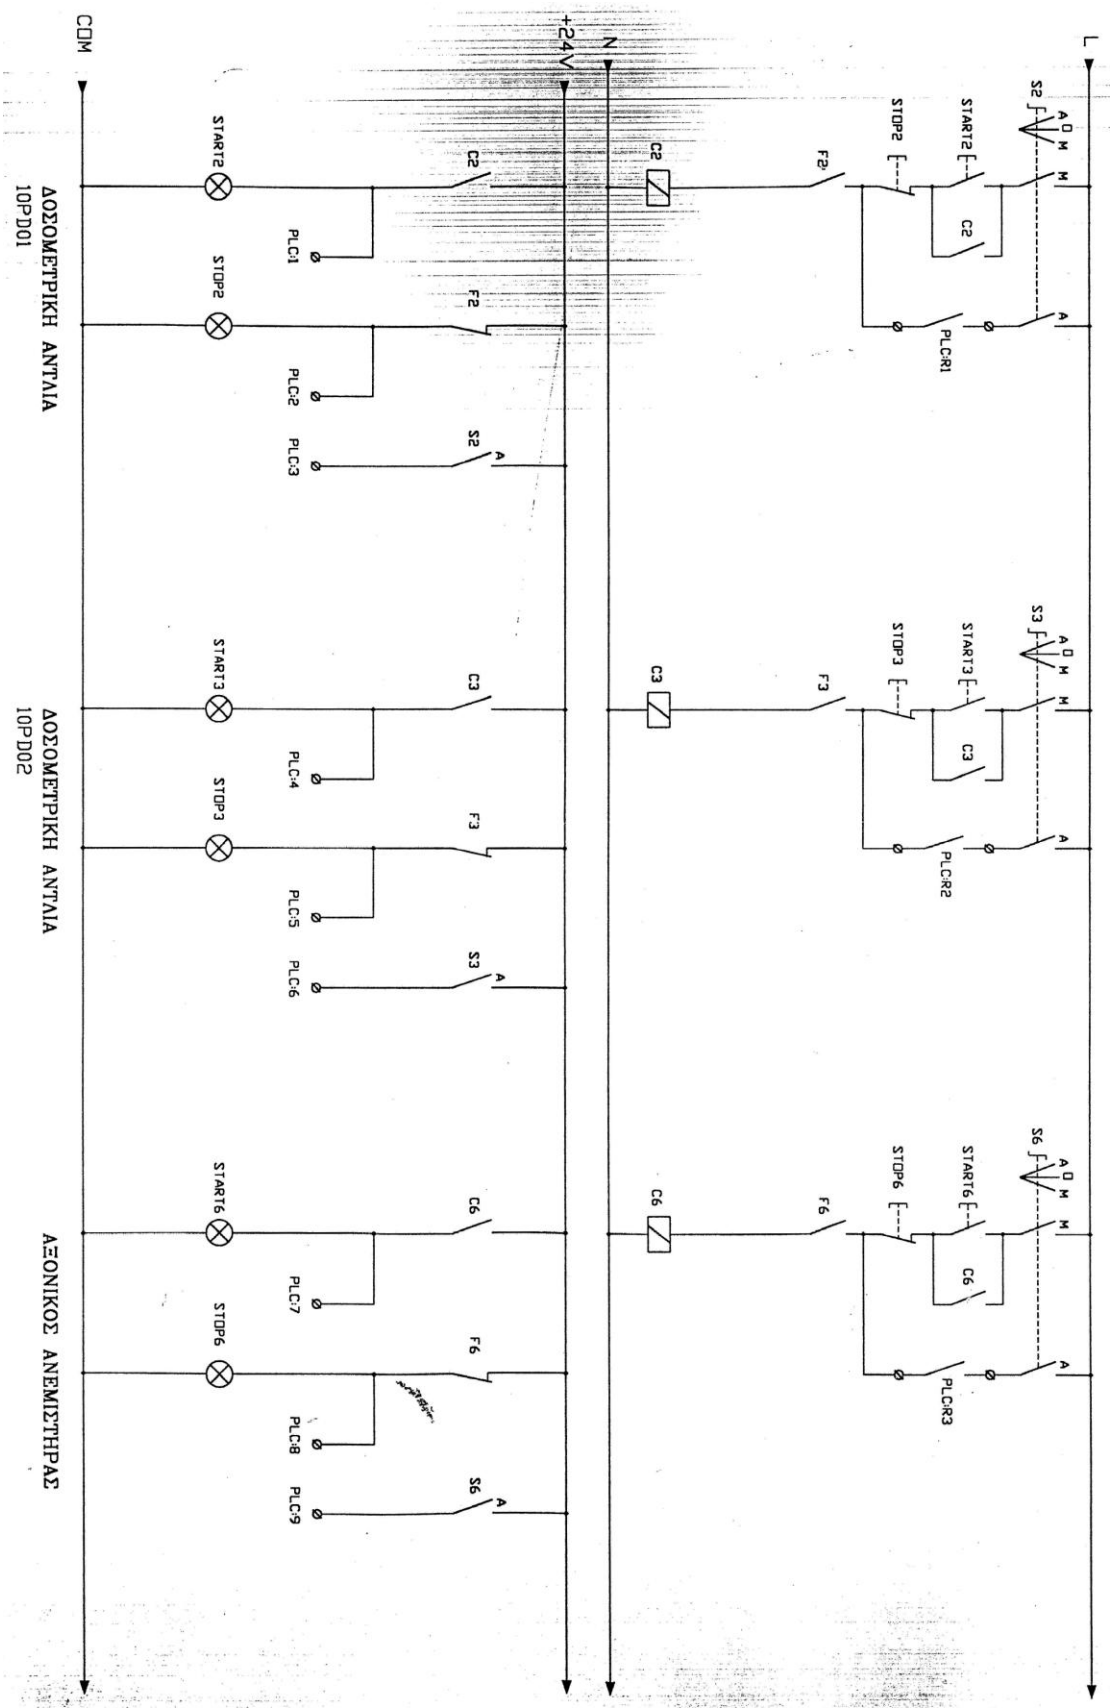 L
S2 A O M M A
START2 C2
STOP2 PLC:R1
F2
C2
S3 A O M M A
START3 C3
STOP3 PLC:R2
F3
C3
S6 A O M M A
START6 C6
STOP6 PLC:R3
F6
C6
N
+24V
C2 F2 S2 A
PLC:1 PLC:2 PLC:3
START2 STOP2
C3 F3 S3 A
PLC:4 PLC:5 PLC:6
START3 STOP3
C6 F6 S6 A
PLC:7 PLC:8 PLC:9
START6 STOP6
COM
ΔΟΣΟΜΕΤΡΙΚΗ ΑΝΤΛΙΑ
10PD01
ΔΟΣΟΜΕΤΡΙΚΗ ΑΝΤΛΙΑ
10PD02
ΑΞΟΝΙΚΟΣ ΑΝΕΜΙΣΤΗΡΑΣ